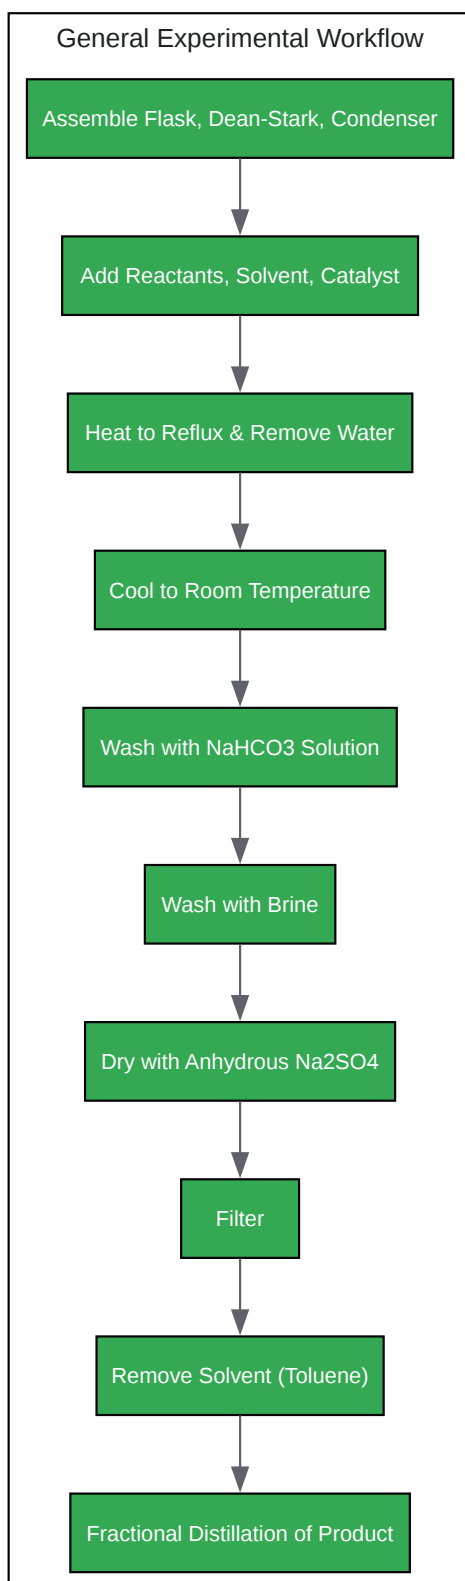 General Experimental Workflow
Assemble Flask, Dean-Stark, Condenser
Add Reactants, Solvent, Catalyst
Heat to Reflux & Remove Water
Cool to Room Temperature
Wash with NaHCO3 Solution
Wash with Brine
Dry with Anhydrous Na2SO4
Filter
Remove Solvent (Toluene)
Fractional Distillation of Product